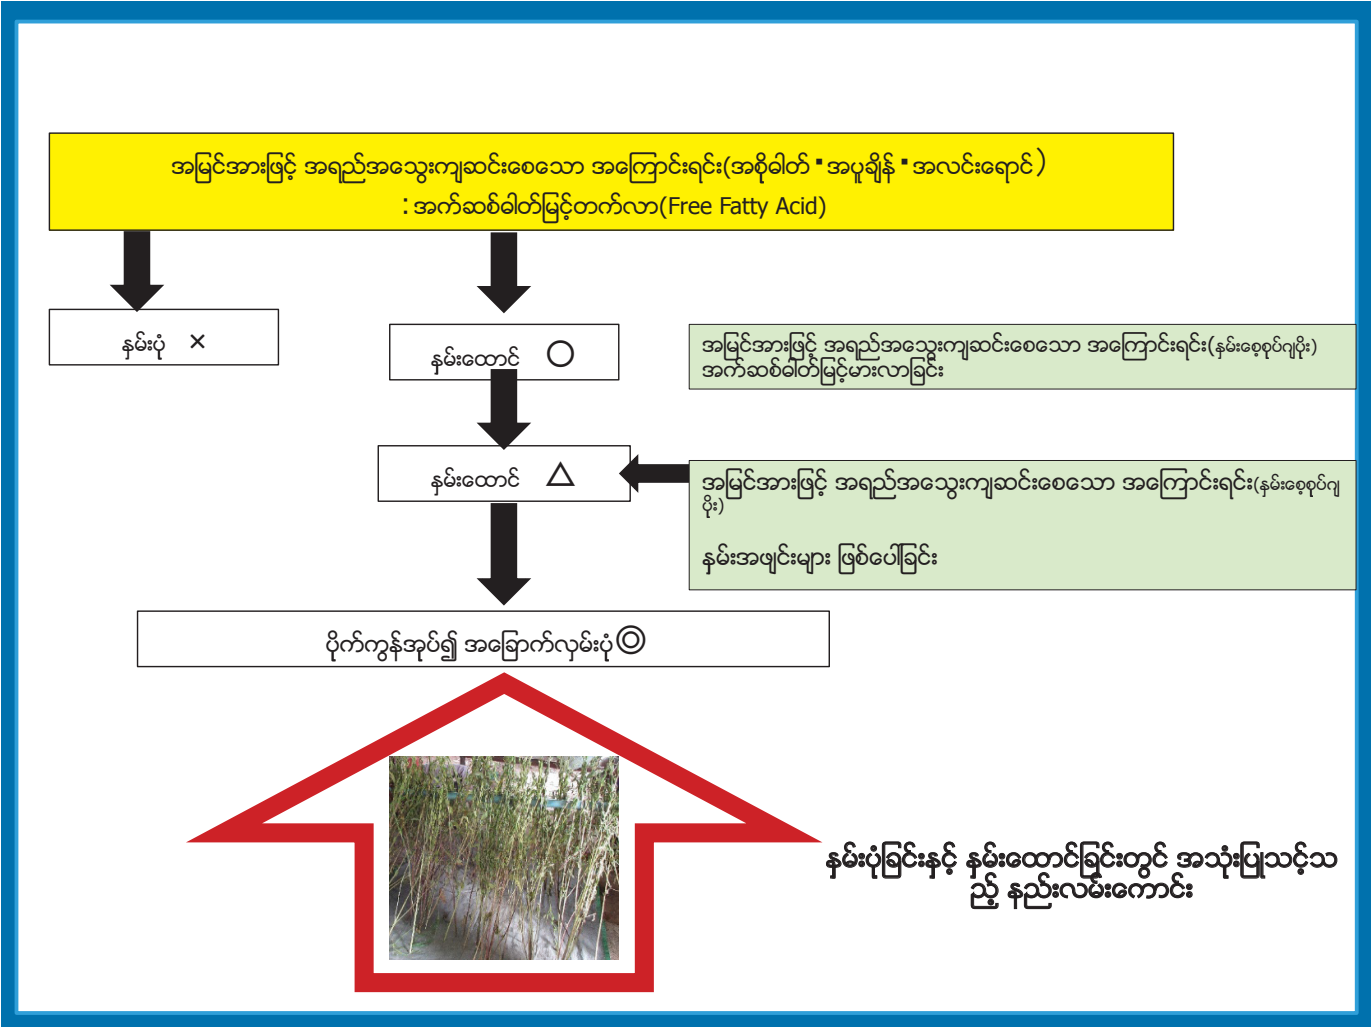 အမြင်အားဖြင့် အရည်အသွေးကျဆင်းစေသော အကြောင်းရင်း(အစိုဓါတ် ▪ အပူချိန် ▪ အလင်းရောင်)
: အက်ဆစ်ဓါတ်မြင့်တက်လာ(Free Fatty Acid)
နှမ်းပုံ ×
နှမ်းထောင် ○
အမြင်အားဖြင့် အရည်အသွေးကျဆင်းစေသော အကြောင်းရင်း(နှမ်းစေ့စုပ်ဂျပိုး)
အက်ဆစ်ဓါတ်မြင့်မားလာခြင်း
နှမ်းထောင် △
အမြင်အားဖြင့် အရည်အသွေးကျဆင်းစေသော အကြောင်းရင်း(နှမ်းစေ့စုပ်ဂျ
ပိုး)
နှမ်းအဖျင်းများ ဖြစ်ပေါ်ခြင်း
ပိုက်ကွန်အုပ်၍ အခြောက်လှမ်းပုံ◎
နှမ်းပုံခြင်းနှင့် နှမ်းထောင်ခြင်းတွင် အသုံးပြုသင့်သ
ည့် နည်းလမ်းကောင်း